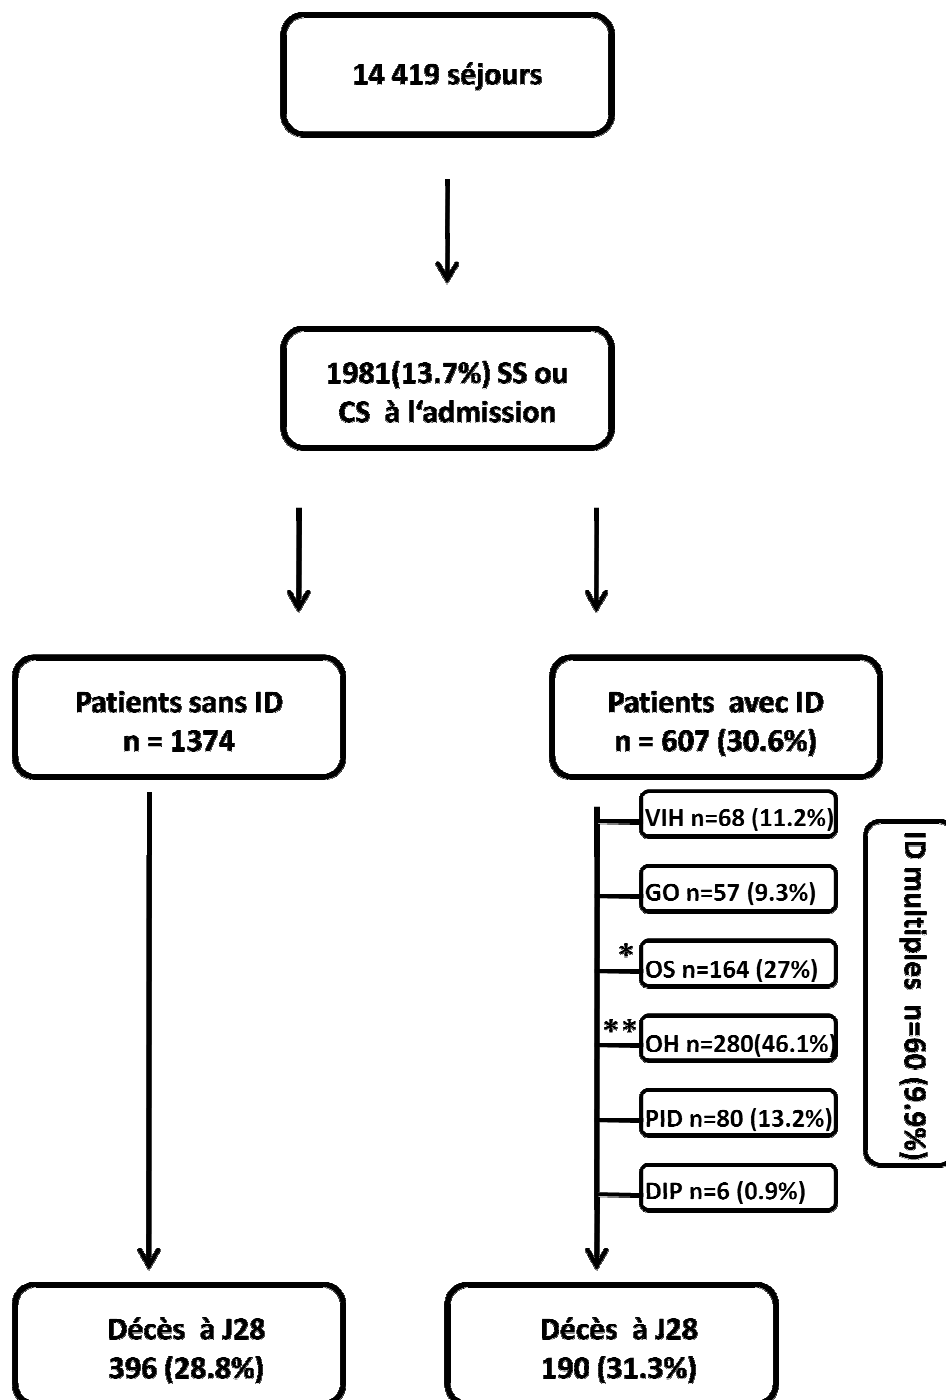 14 419 séjours
1981(13.7%) SS ou
CS à l‘admission
Patients sans ID
n = 1374
Patients avec ID
n = 607 (30.6%)
VIH n=68 (11.2%)
GO n=57 (9.3%)
* OS n=164 (27%)
** OH n=280(46.1%)
PID n=80 (13.2%)
DIP n=6 (0.9%)
ID multiples n=60 (9.9%)
Décès à J28
396 (28.8%)
Décès à J28
190 (31.3%)